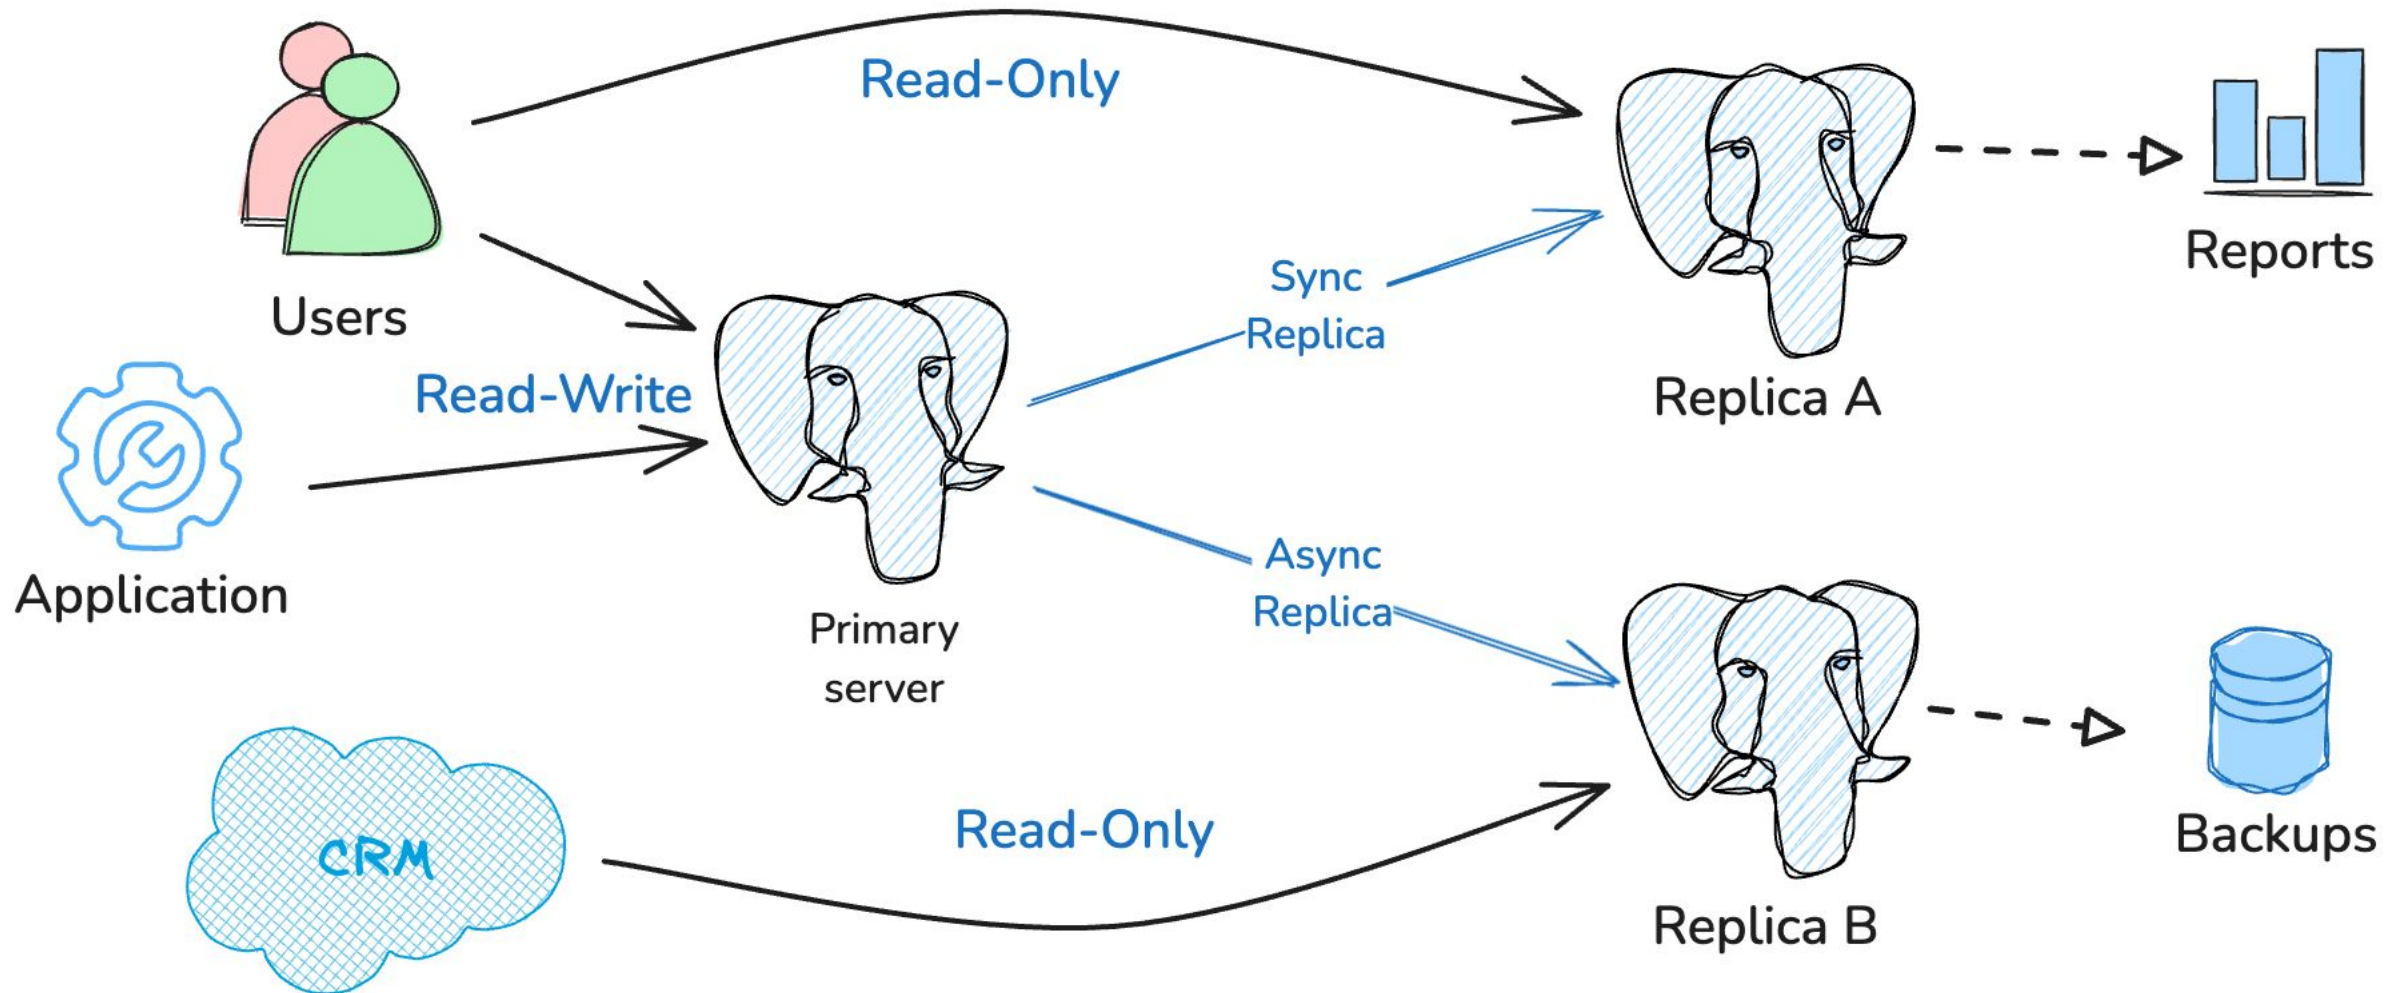 Read-Only
Users
Sync
Replica
Reports
Read-Write
Replica A
Application
Primary
server
Async
Replica
CRM
Read-Only
Backups
Replica B